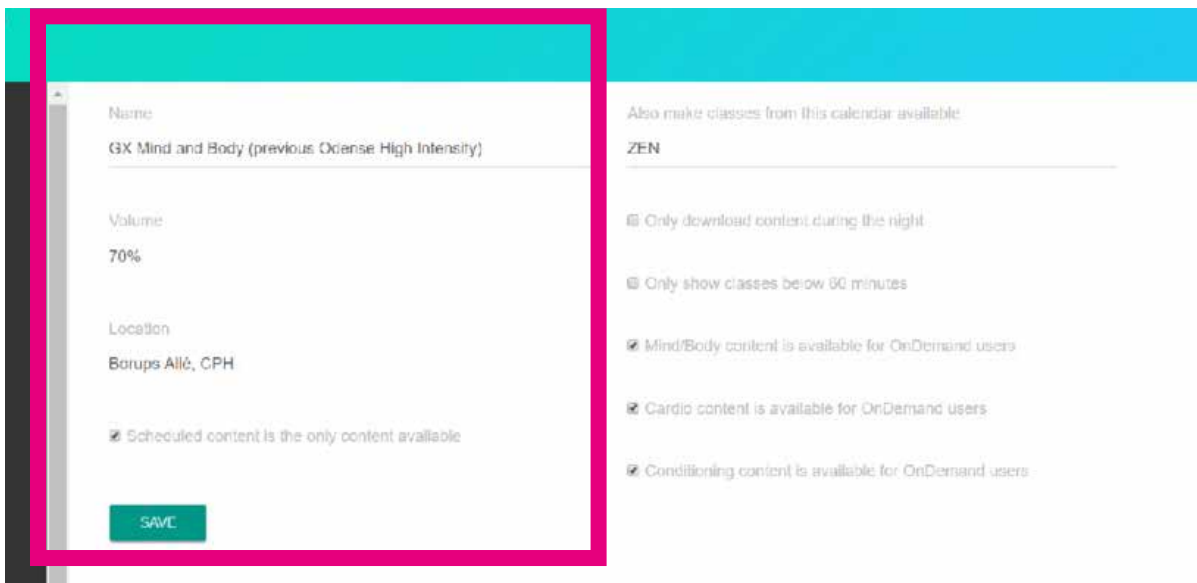 Name
GX Mind and Body (previous Odense High Intensity)
Volume
70%
Location
Borups Allé, CPH
Scheduled content is the only content available
SAVE
Also make classes from this calendar available
ZEN
Only download content during the night
Only show classes below 60 minutes
Mind/Body content is available for OnDemand users
Cardio content is available for OnDemand users
Conditioning content is available for OnDemand users